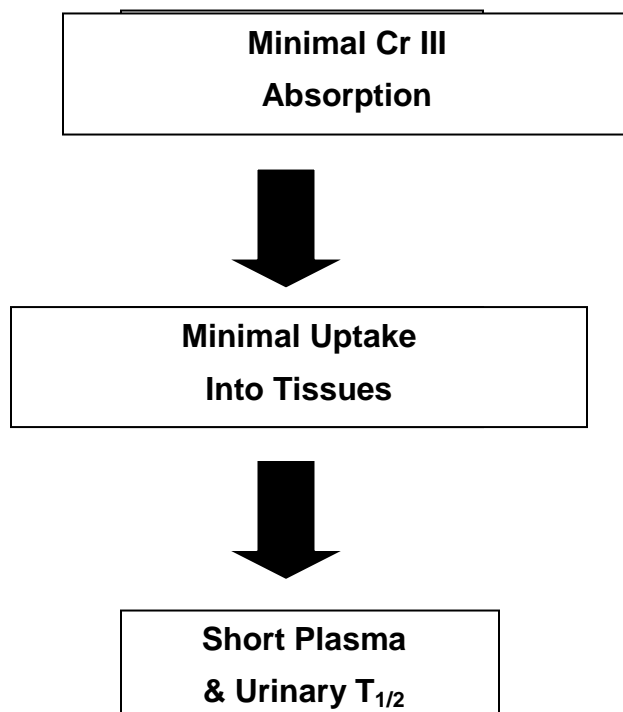 Minimal Cr III
Absorption
Minimal Uptake
Into Tissues
Short Plasma
& Urinary T1/2